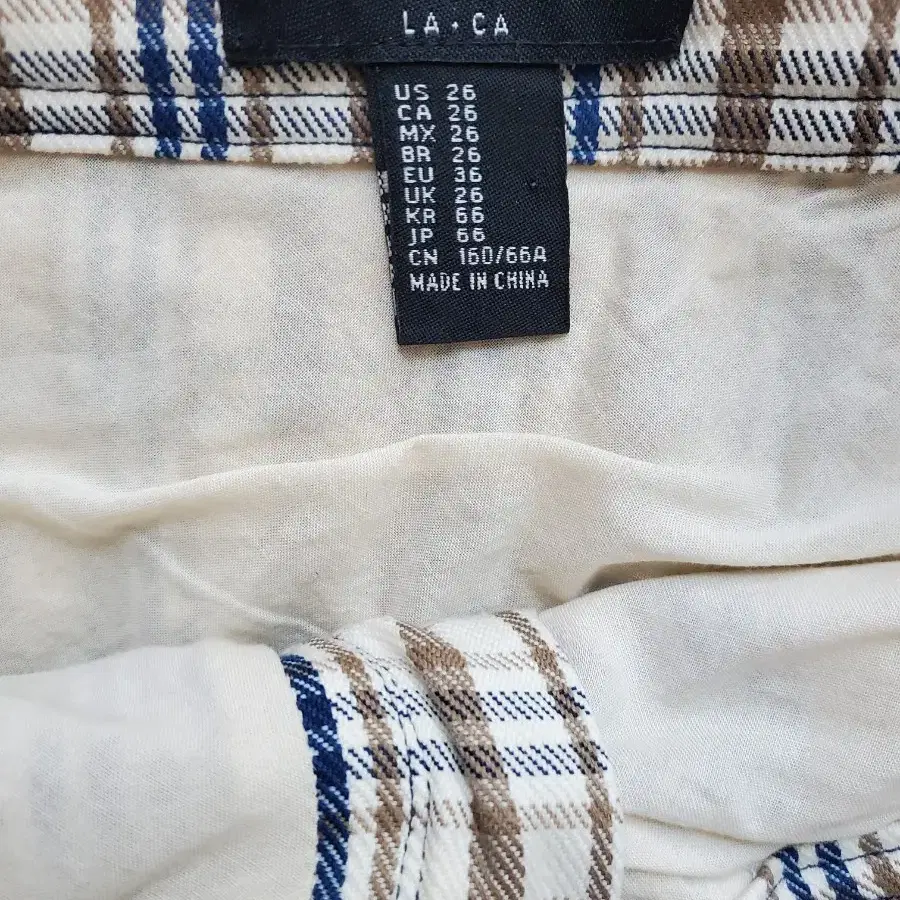 LA · CA
US 26
CA 26
MX 26
BR 26
EU 36
UK 26
KR 66
JP 66
CN 160/66A
MADE IN CHINA